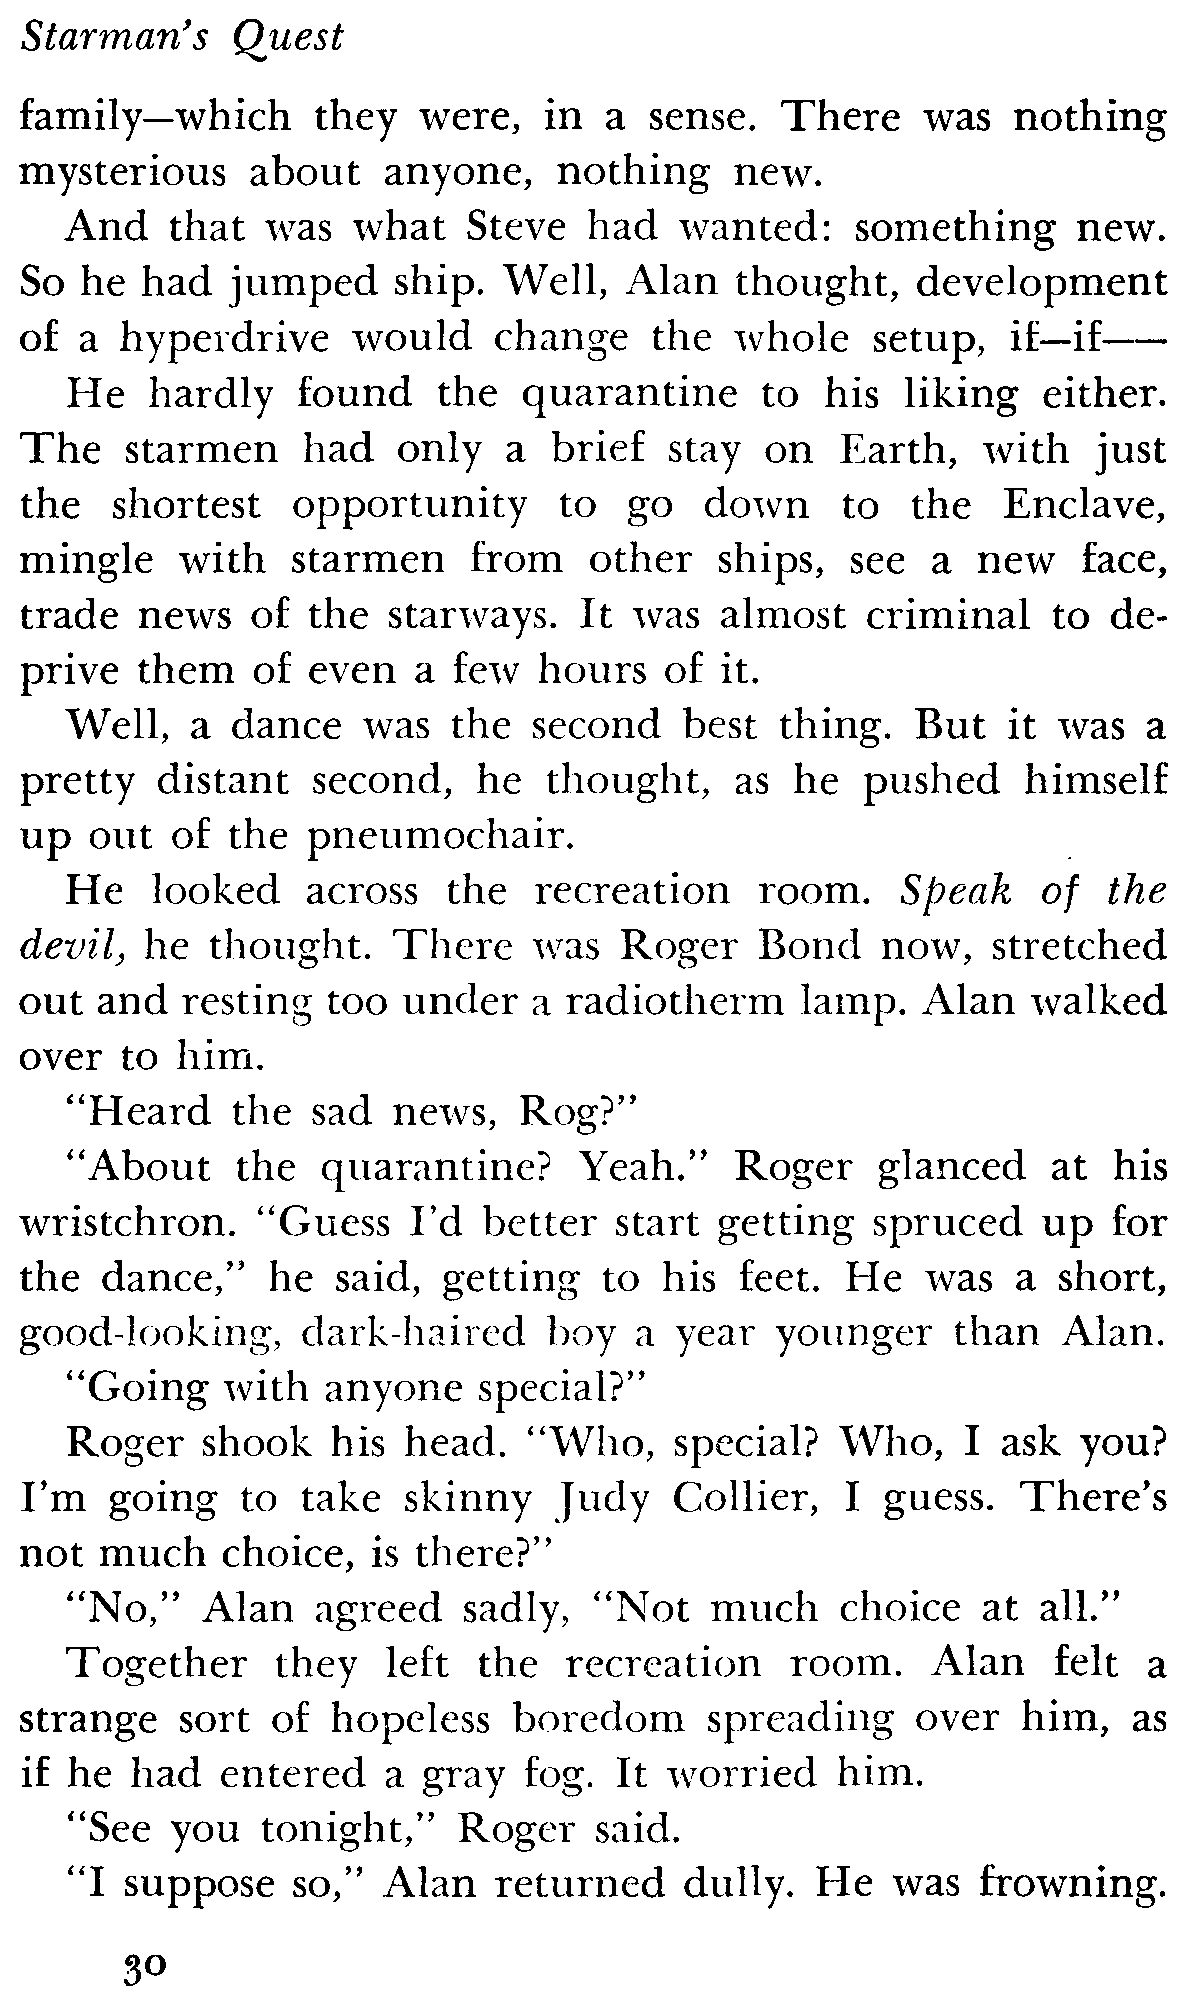 Starman's Quest
family—which they were, in a sense. There was nothing
mysterious about anyone, nothing new.
And that was what Steve had wanted: something new.
So he had jumped ship. Well, Alan thought, development
of a hyperdrive would change the whole setup, if—if——
He hardly found the quarantine to his liking either.
The starmen had only a brief stay on Earth, with just
the shortest opportunity to go down to the Enclave,
mingle with starmen from other ships, see a new face,
trade news of the starways. It was almost criminal to de-
prive them of even a few hours of it.
Well, a dance was the second best thing. But it was a
pretty distant second, he thought, as he pushed himself
up out of the pneumochair.
He looked across the recreation room. Speak of the
devil, he thought. There was Roger Bond now, stretched
out and resting too under a radiotherm lamp. Alan walked
over to him.
“Heard the sad news, Rog?”
“About the quarantine? Yeah.” Roger glanced at his
wristchron. “Guess I’d better start getting spruced up for
the dance,” he said, getting to his feet. He was a short,
good-looking, dark-haired boy a year younger than Alan.
“Going with anyone special?”
Roger shook his head. “Who, special? Who, I ask you?
I’m going to take skinny Judy Collier, I guess. There’s
not much choice, is there?”
“No,” Alan agreed sadly, “Not much choice at all.”
Together they left the recreation room. Alan felt a
strange sort of hopeless boredom spreading over him, as
if he had entered a gray fog. It worried him.
“See you tonight,” Roger said.
“I suppose so,” Alan returned dully. He was frowning.
30